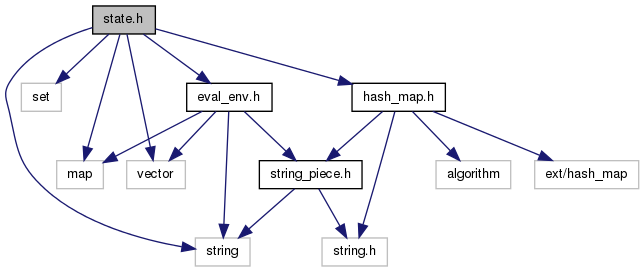 state.h
set
eval_env.h
hash_map.h
map
vector
string_piece.h
algorithm
ext/hash_map
string
string.h